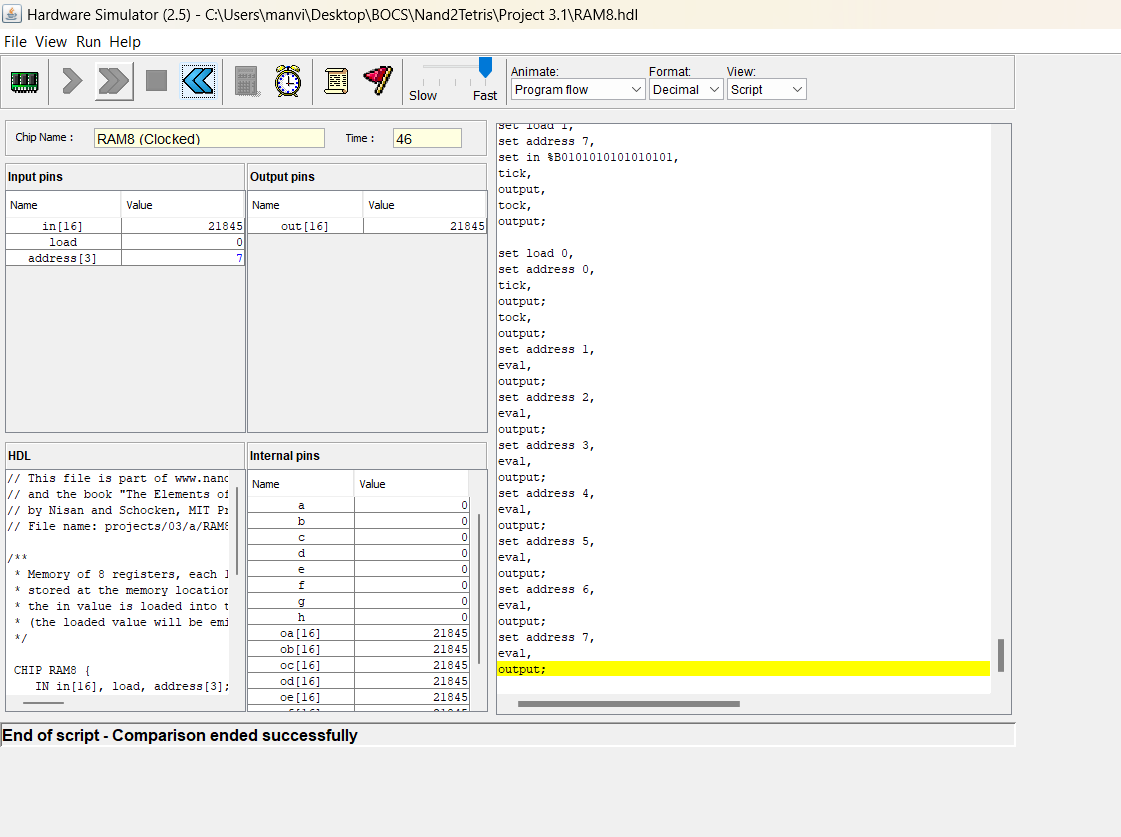 Hardware Simulator (2.5) - C:\Users\manvi\Desktop\BOCS\Nand2Tetris\Project 3.1\RAM8.hdl
File View Run Help
Animate:
Program flow
Format:
Decimal
View:
Script
Slow
Fast
Chip Name :
RAM8 (Clocked)
Time :
46
Input pins
Name Value
in[16] 21845
load 0
address[3] 7
Output pins
Name Value
out[16] 21845
HDL
// This file is part of www.nand
// and the book "The Elements of
// by Nisan and Schocken, MIT Pr
// File name: projects/03/a/RAM8
/**
* Memory of 8 registers, each 1
* stored at the memory location
* the in value is loaded into t
* (the loaded value will be emi
*/
CHIP RAM8 {
IN in[16], load, address[3];
Internal pins
Name Value
a 0
b 0
c 0
d 0
e 0
f 0
g 0
h 0
oa[16] 21845
ob[16] 21845
oc[16] 21845
od[16] 21845
oe[16] 21845
set load 1,
set address 7,
set in %B0101010101010101,
tick,
output,
tock,
output;
set load 0,
set address 0,
tick,
output;
tock,
output;
set address 1,
eval,
output;
set address 2,
eval,
output;
set address 3,
eval,
output;
set address 4,
eval,
output;
set address 5,
eval,
output;
set address 6,
eval,
output;
set address 7,
eval,
output;
End of script - Comparison ended successfully